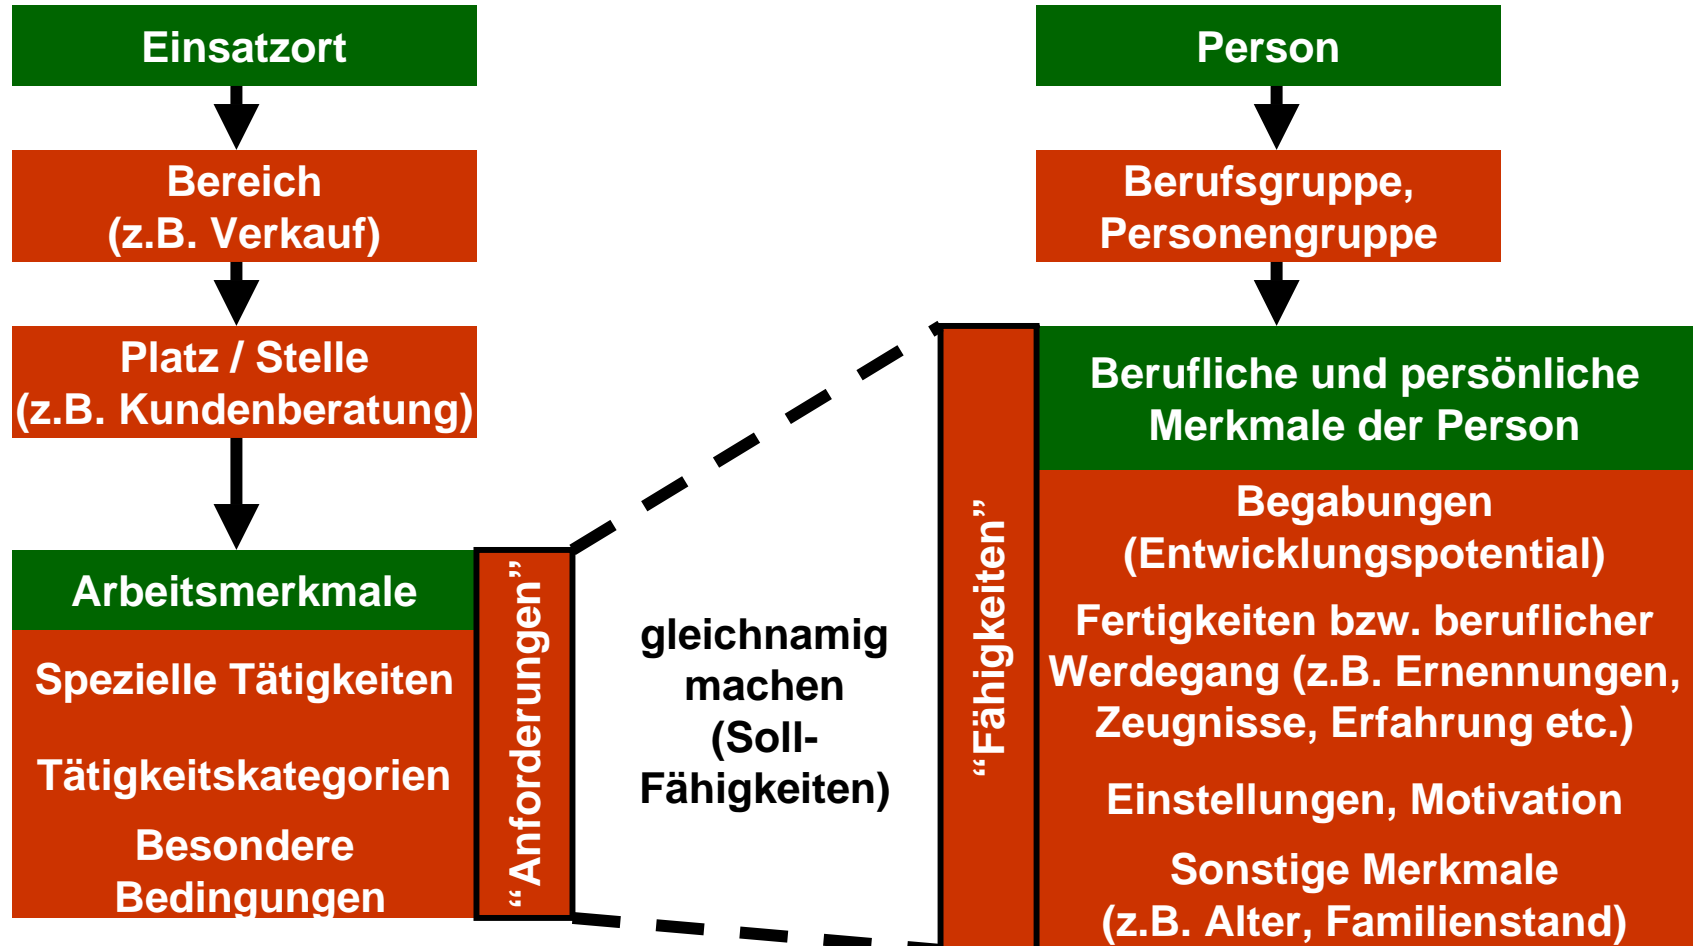 Einsatzort
Bereich
(z.B. Verkauf)
Platz / Stelle
(z.B. Kundenberatung)
Arbeitsmerkmale
Spezielle Tätigkeiten
Tätigkeitskategorien
Besondere
Bedingungen
“Anforderungen”
gleichnamig
machen
(Soll-
Fähigkeiten)
“Fähigkeiten”
Person
Berufsgruppe,
Personengruppe
Berufliche und persönliche
Merkmale der Person
Begabungen
(Entwicklungspotential)
Fertigkeiten bzw. beruflicher
Werdegang (z.B. Ernennungen,
Zeugnisse, Erfahrung etc.)
Einstellungen, Motivation
Sonstige Merkmale
(z.B. Alter, Familienstand)